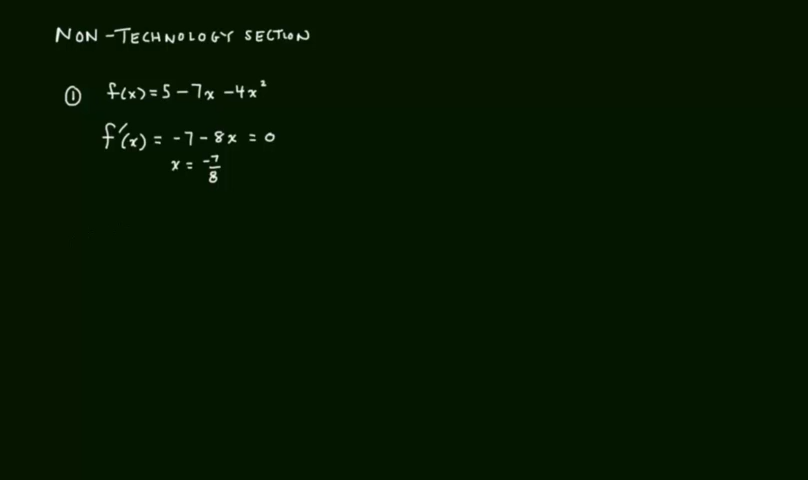 NON-TECHNOLOGY SECTION
① f(x) = 5 - 7x - 4x²
f'(x) = -7 - 8x = 0
x = -7/8